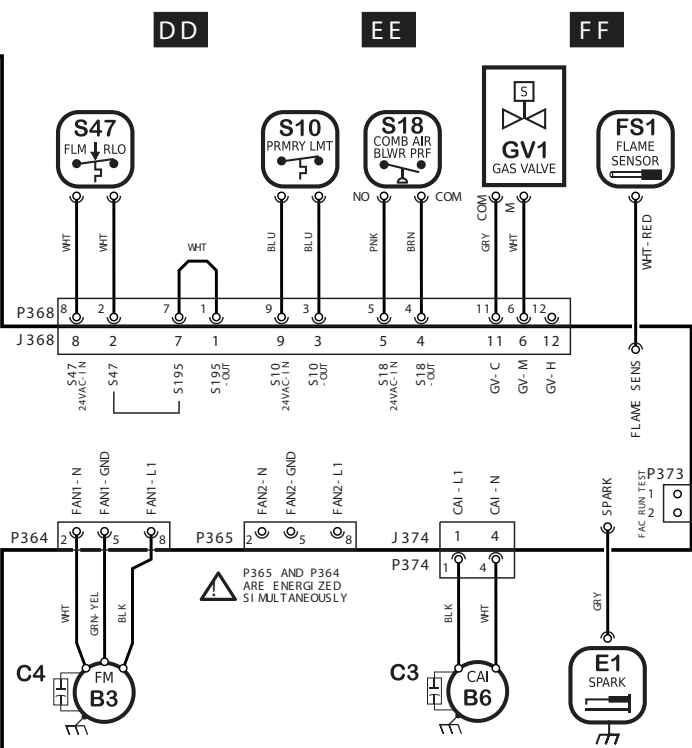 DD EE FF
S47 S10 S18 S FS1
FLM RLO PRMRY LMT COMB AIR BLWR PRF GV1 GAS VALVE FLAME SENSOR
NO COM COM M
WHT WHT WHT BLU BLU PNK BRN GRY WHT WHT-RED
P368 8 2 7 1 9 3 5 4 11 6 12
J368 8 2 7 1 9 3 5 4 11 6 12
S47 24VAC-IN S47 S195 S195 -OUT S10 24VAC-IN S10 -OUT S18 24VAC-IN S18 -OUT GV-C GV-M GV-H FLAME SENS
FAN1-N FAN1-GND FAN1-L1 FAN2-N FAN2-GND FAN2-L1 CAI-L1 CAI-N SPARK FAC RUN TEST P373
1
2
P364 2 5 8 P365 2 5 8 J374 1 4
P374 1 4
P365 AND P364
ARE ENERGIZED
SIMULTANEOUSLY
WHT GRN-YEL BLK BLK WHT GRY
C4 FM B3 C3 CAI B6 E1
SPARK